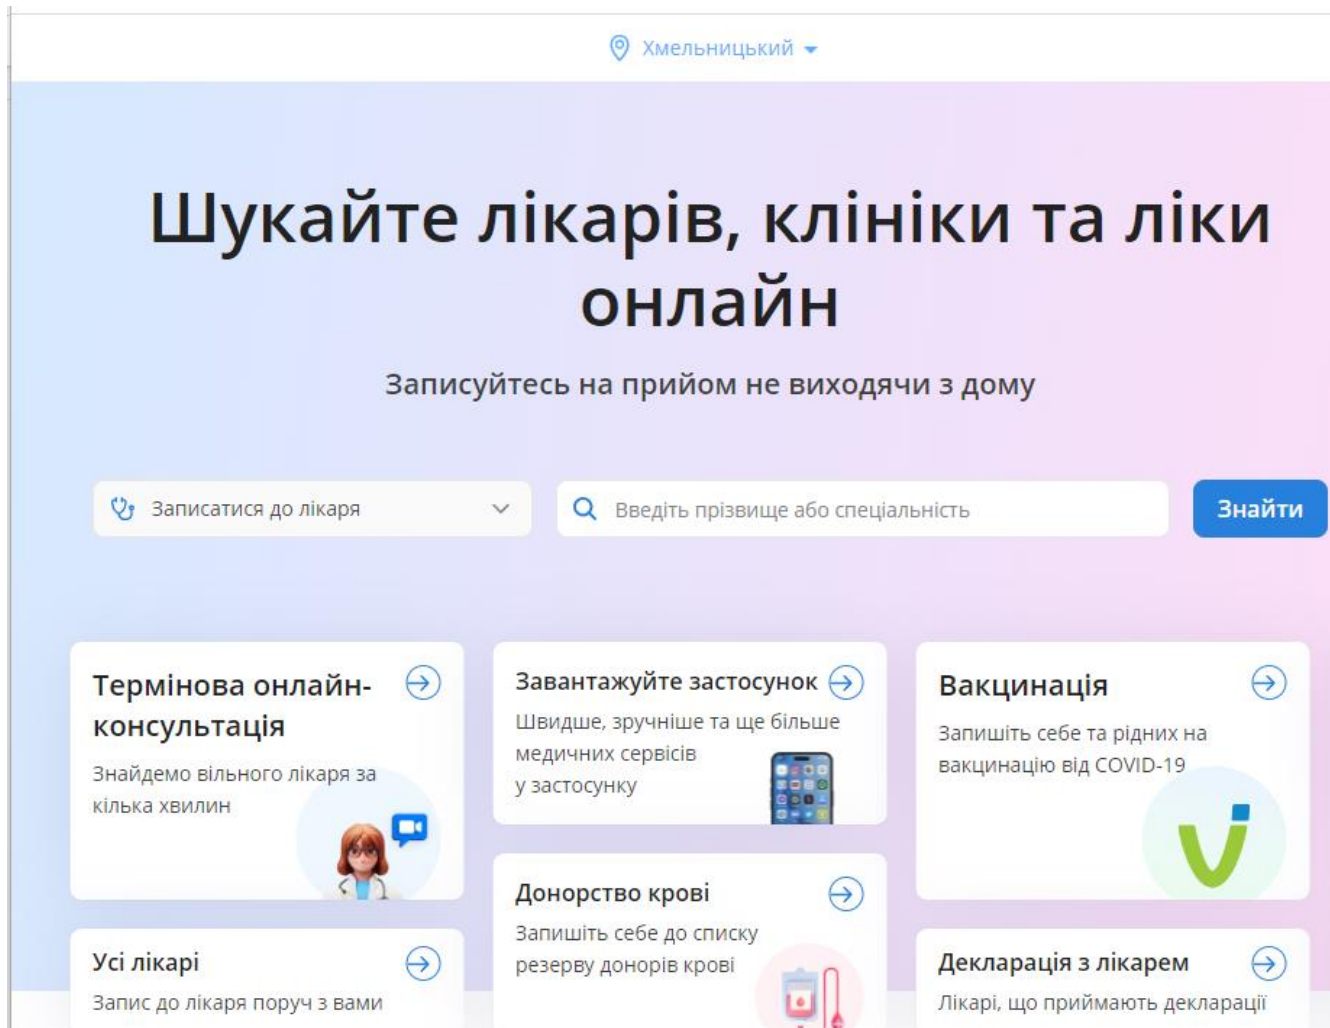 Хмельницький
Шукайте лікарів, клініки та ліки
онлайн
Записуйтесь на прийом не виходячи з дому
Записатися до лікаря
Введіть прізвище або спеціальність
Знайти
Термінова онлайн-
консультація
Знайдемо вільного лікаря за
кілька хвилин
Завантажуйте застосунок
Швидше, зручніше та ще більше
медичних сервісів
у застосунку
Вакцинація
Запишіть себе та рідних на
вакцинацію від COVID-19
Донорство крові
Запишіть себе до списку
резерву донорів крові
Усі лікарі
Запис до лікаря поруч з вами
Декларація з лікарем
Лікарі, що приймають декларації